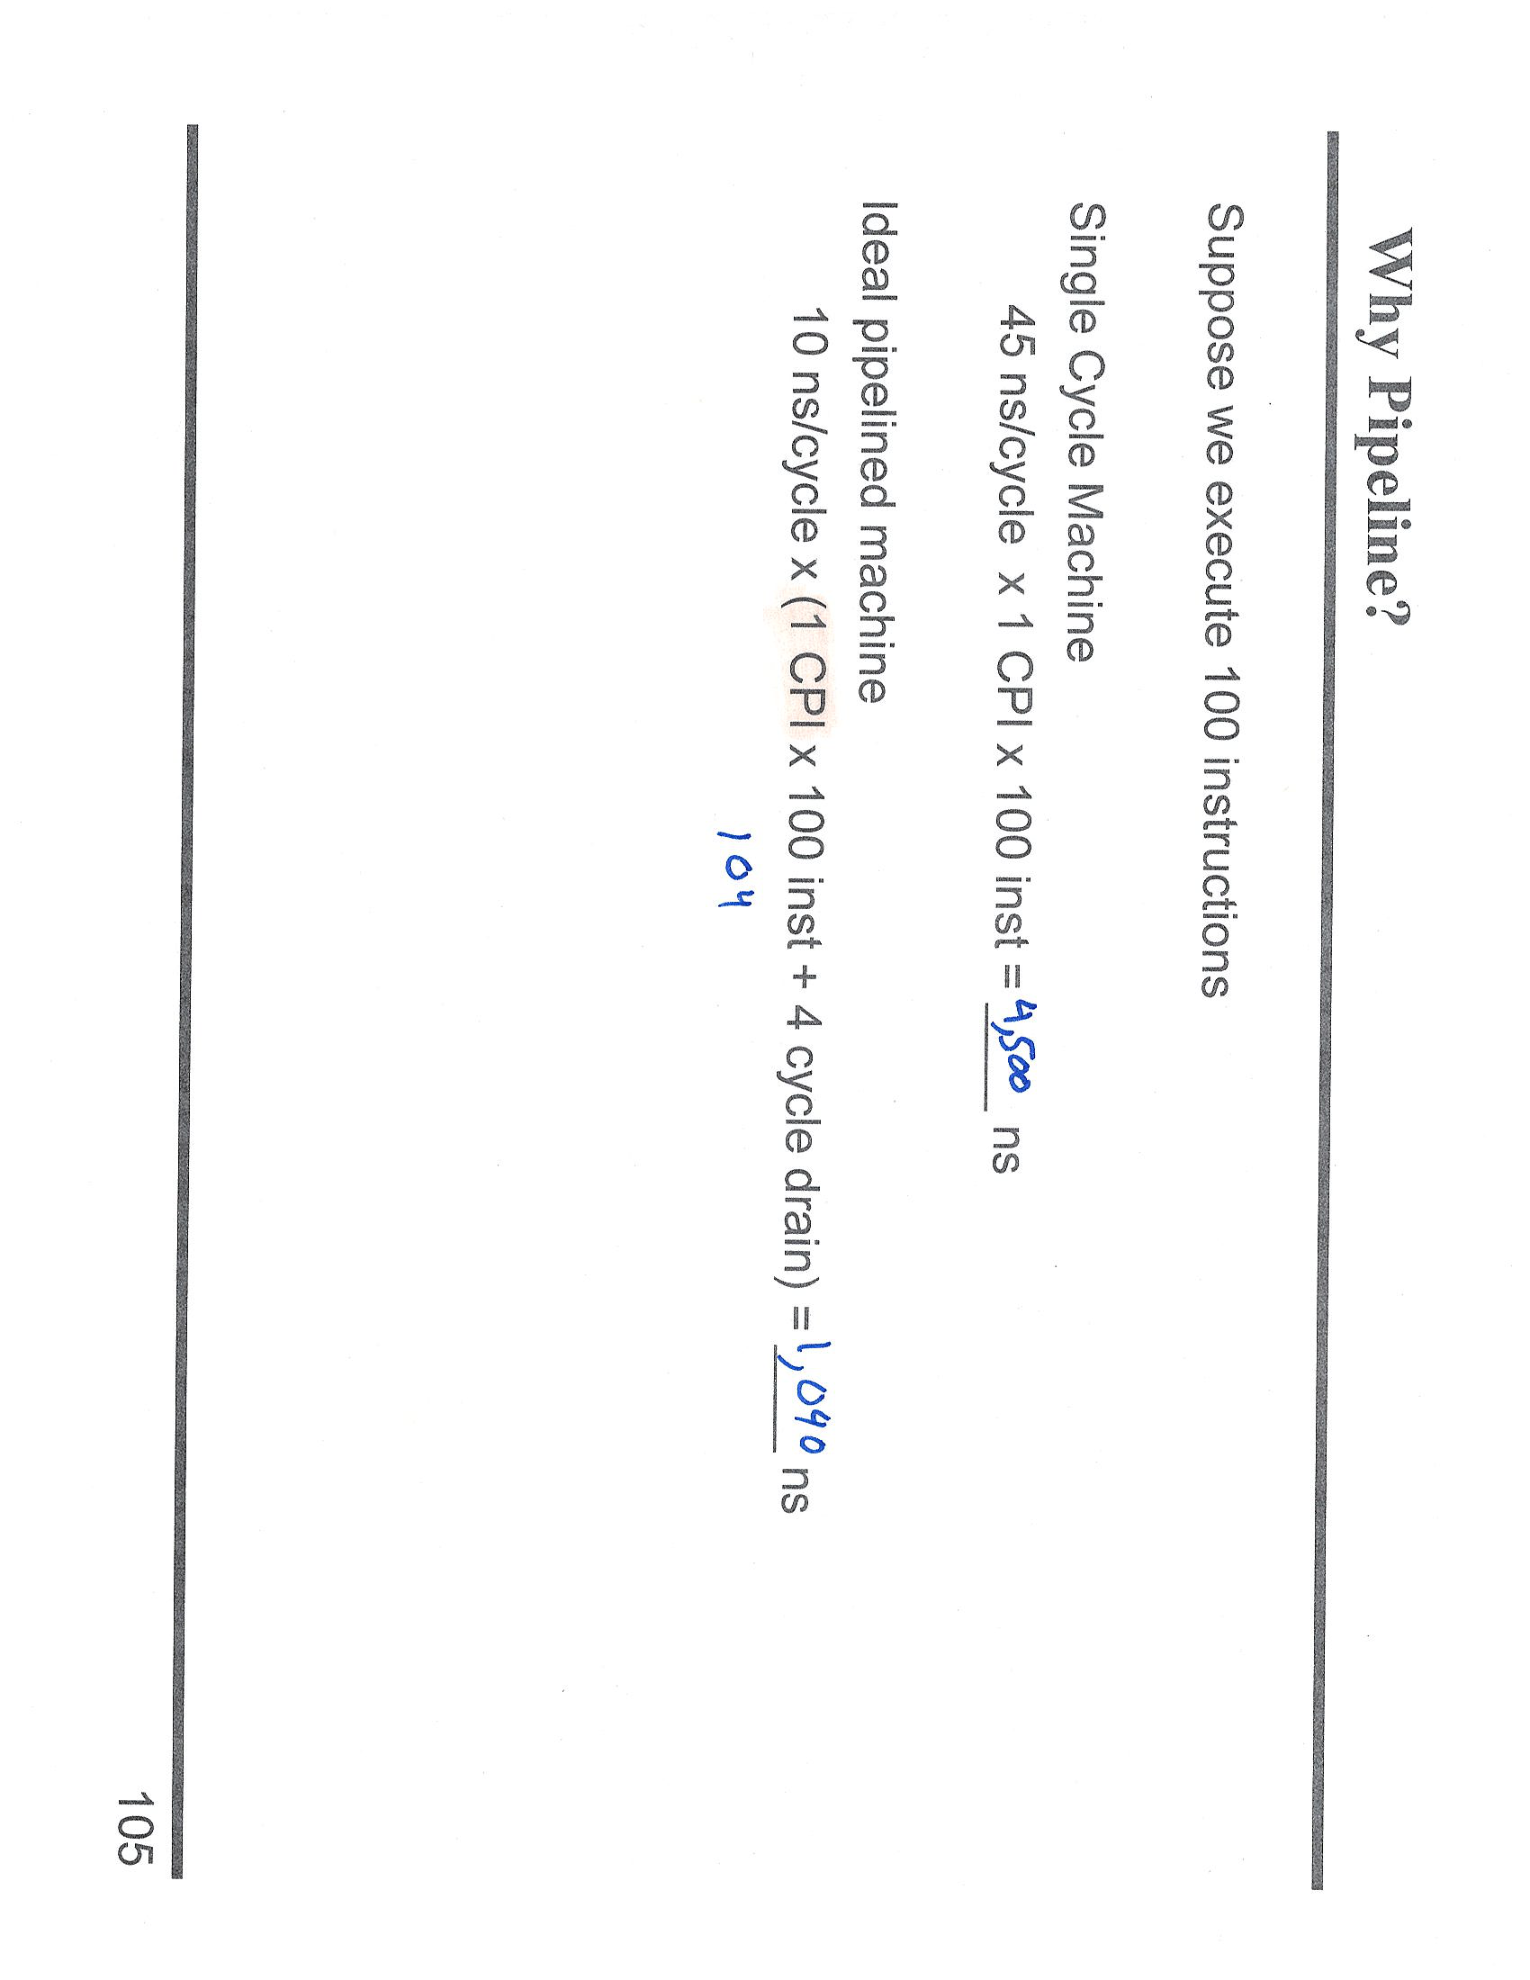 Why Pipeline?
Suppose we execute 100 instructions
Single Cycle Machine
45 ns/cycle x 1 CPI x 100 inst = 4,500 ns
Ideal pipelined machine
10 ns/cycle x (1 CPI x 100 inst + 4 cycle drain) = 1,040 ns
104
105